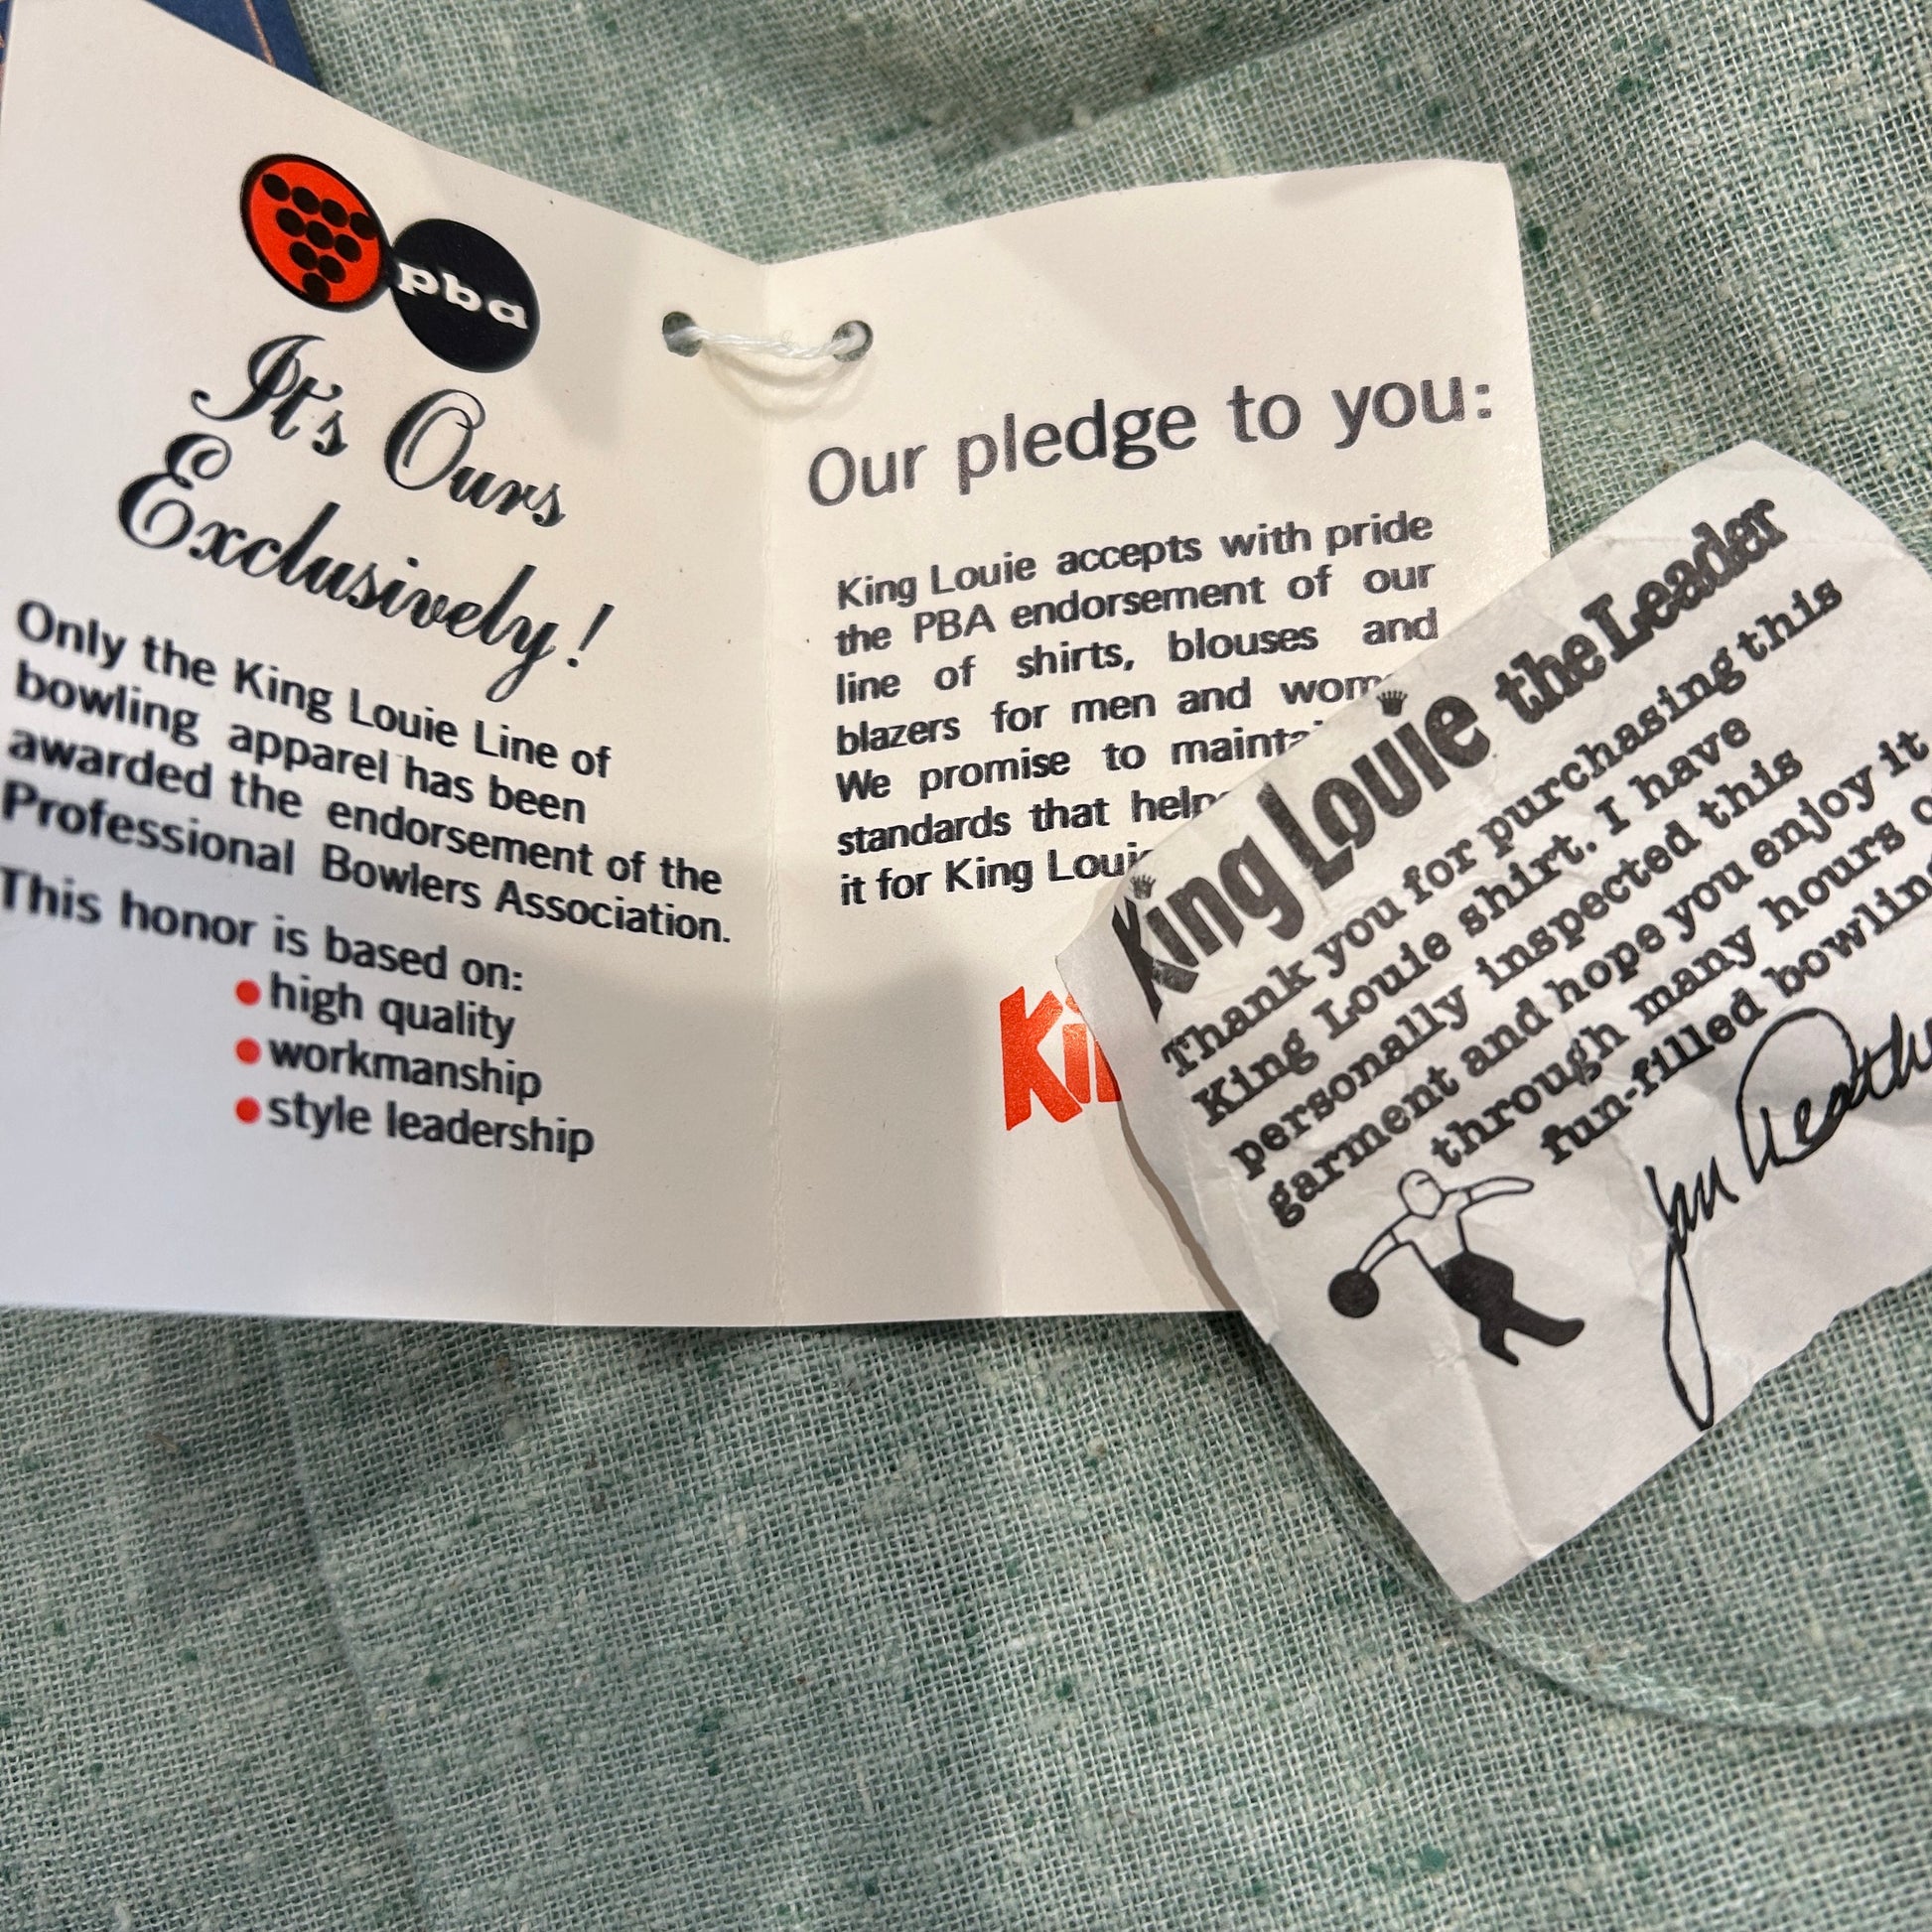 pba
It's Ours
Exclusively!
Only the King Louie Line of
bowling apparel has been
awarded the endorsement of the
Professional Bowlers Association.
This honor is based on:
• high quality
• workmanship
• style leadership
Our pledge to you:
King Louie accepts with pride
the PBA endorsement of our
line of shirts, blouses and
blazers for men and
We promise to
standards that
it for King
King Louie the Leader
Thank you for purchasing this
King Louie shirt. I have
personally inspected this
garment and hope you enjoy it
through many hours
fun-filled bowling
Jan